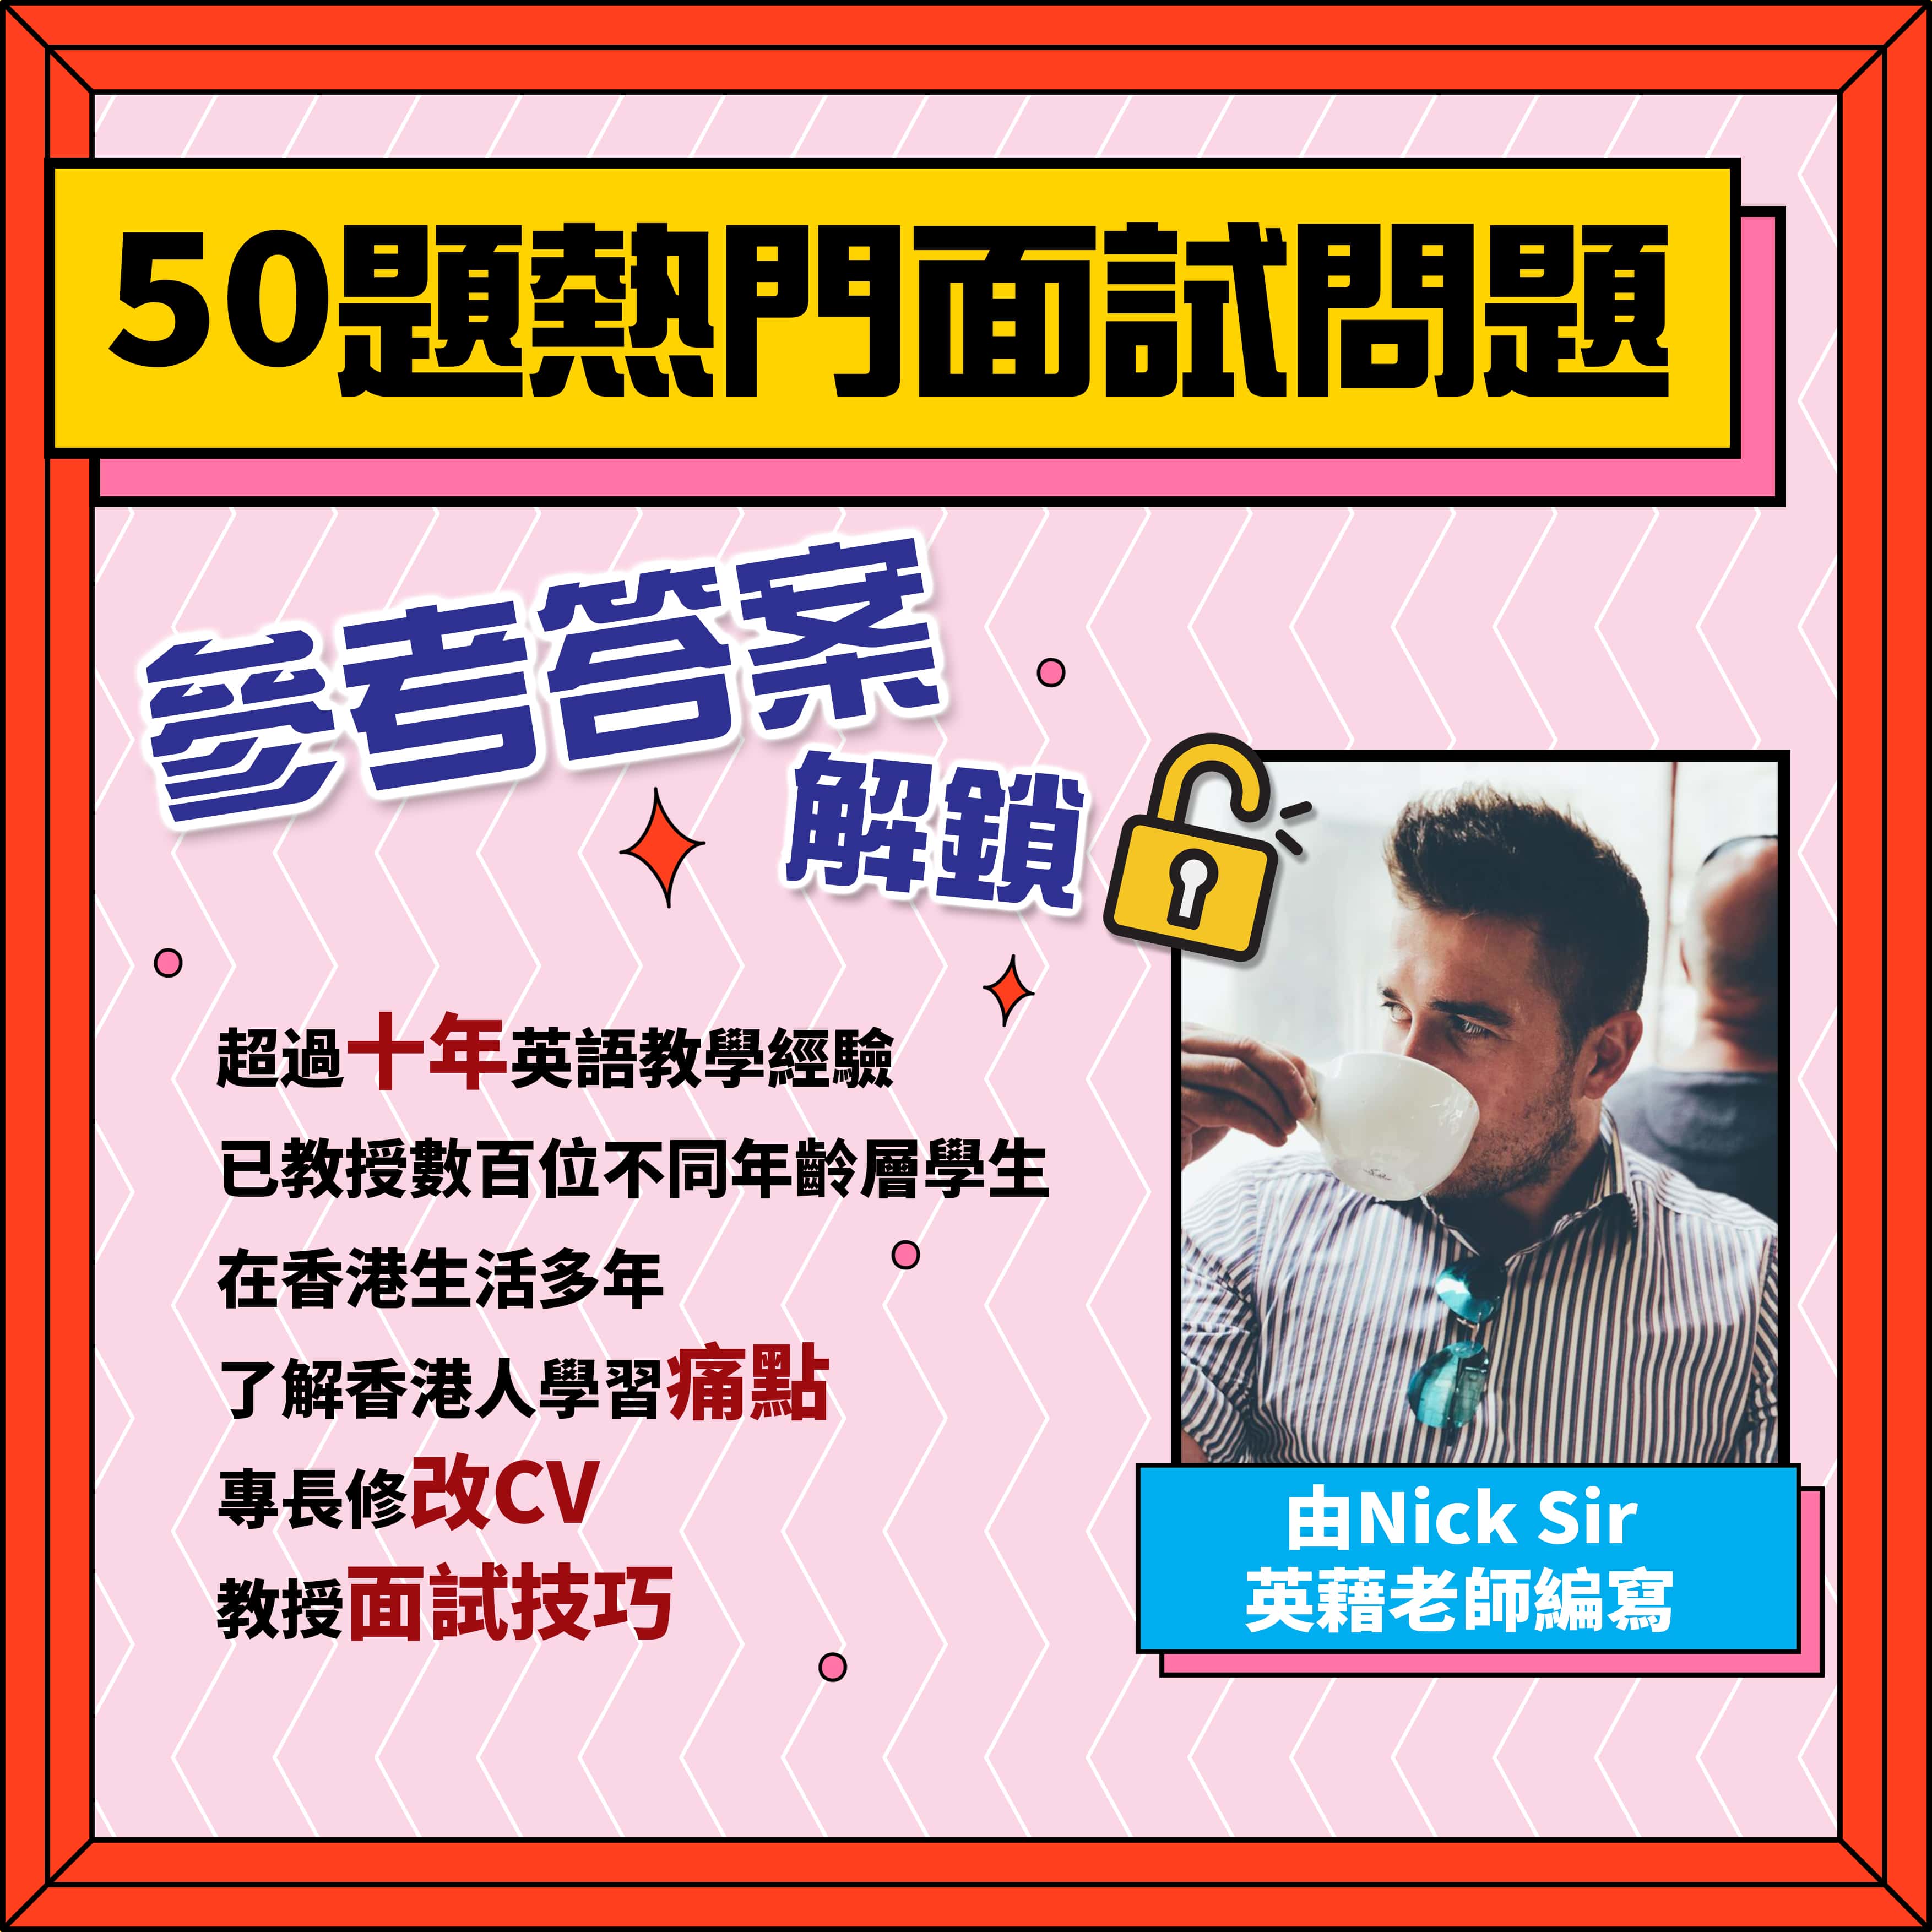 50題熱門面試問題
參考答案
解鎖
超過十年英語教學經驗
已教授數百位不同年齡層學生
在香港生活多年
了解香港人學習痛點
專長修改CV
教授面試技巧
由Nick Sir
英藉老師編寫